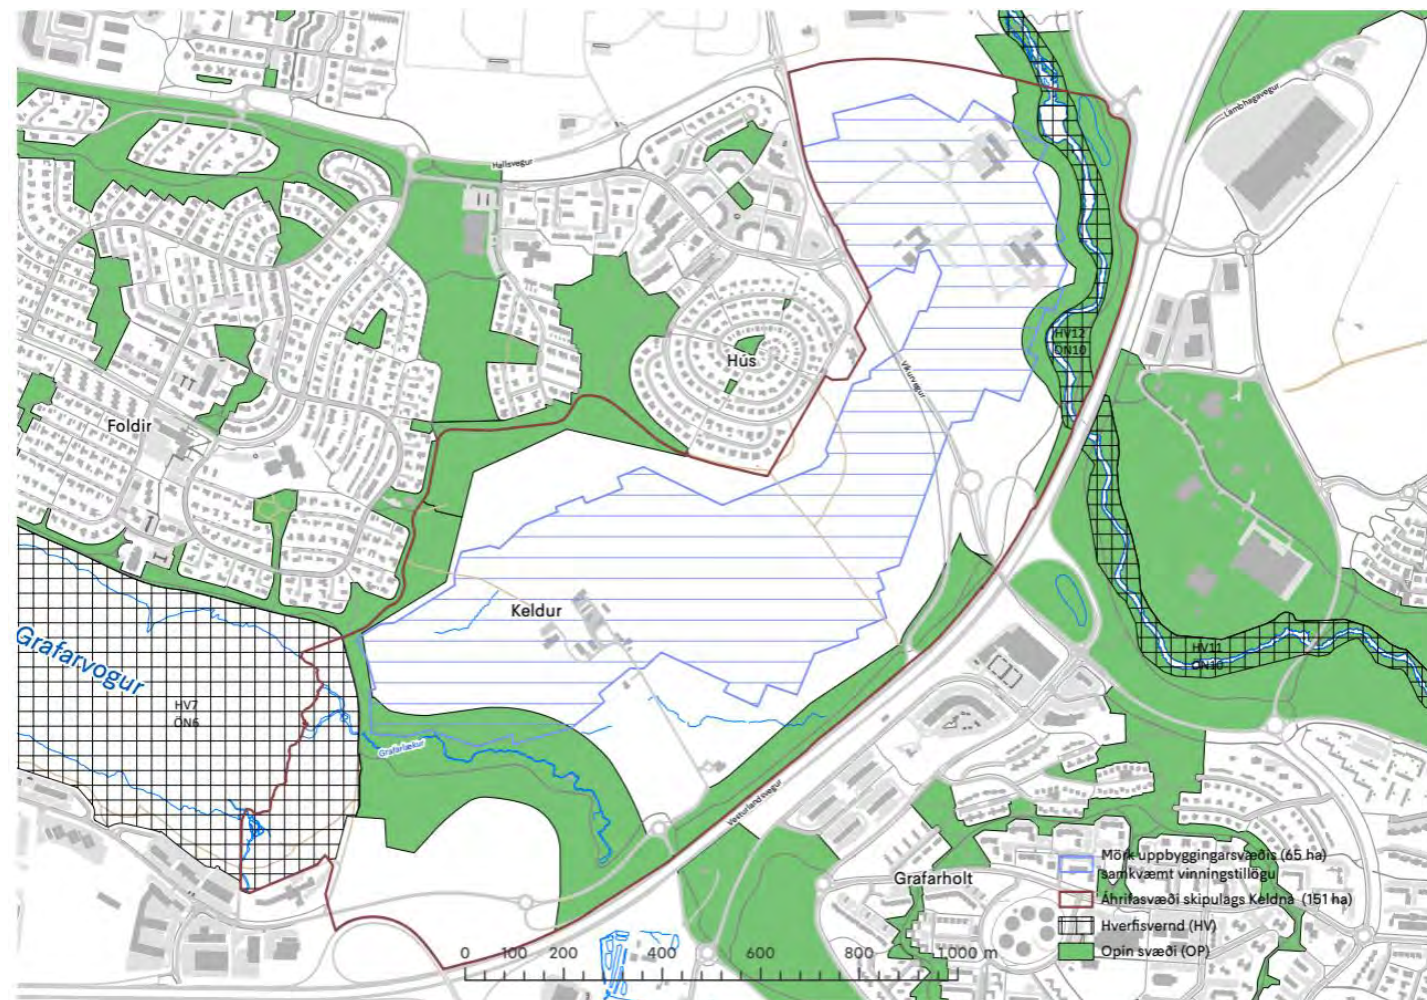 Lambhagavegur
Hallsvegur
HV12
ÖN10
Hús
Víkurvegur
Foldir
Keldur
Grafarvogur
HV11
ÖN10
HV7
ÖN6
Grafarlækur
Vesturlandsvegur
Grafarholt
Mörk uppbyggingarsvæðis (65 ha)
samkvæmt vinningstillögu
Áhrifasvæði skipulags Keldna (151 ha)
Hverfisvernd (HV)
Opin svæði (OP)
0 100 200 400 600 800 1.000 m